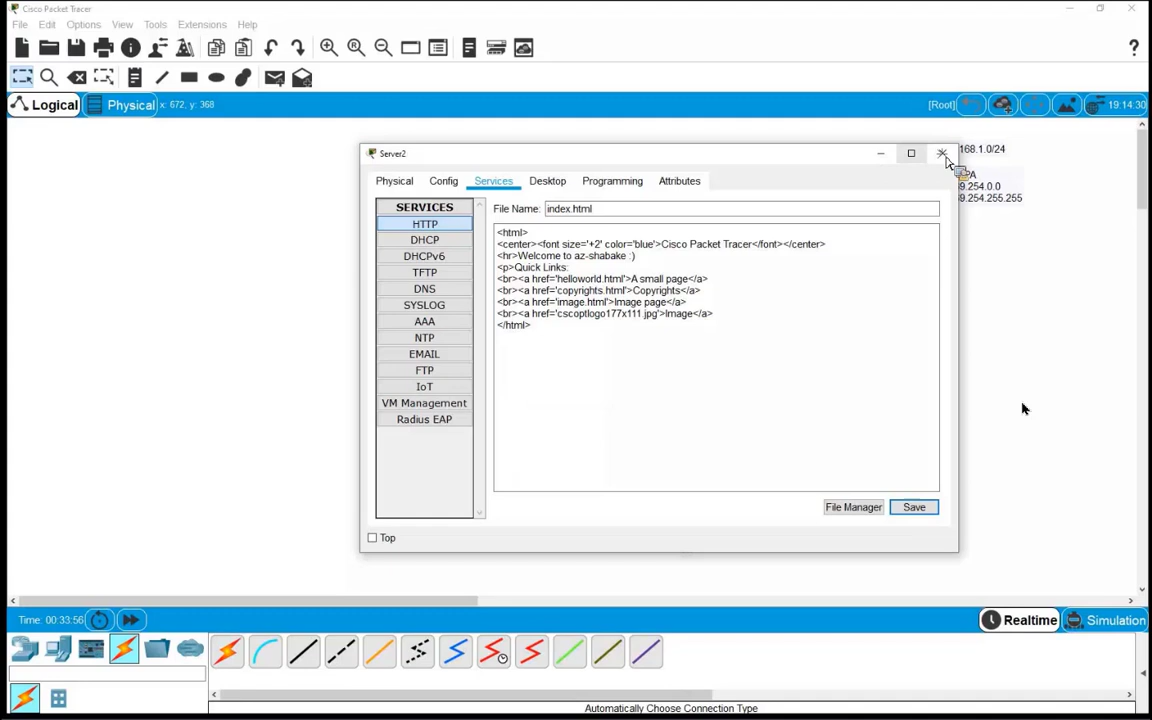 Cisco Packet Tracer
File Edit Options View Tools Extensions Help
?
Logical Physical x: 672, y: 368 [Root] 19:14:30
168.1.0/24
PA
9.254.0.0
9.254.255.255
Server2
Physical Config Services Desktop Programming Attributes
SERVICES
HTTP
DHCP
DHCPv6
TFTP
DNS
SYSLOG
AAA
NTP
EMAIL
FTP
IoT
VM Management
Radius EAP
File Name: index.html
<html>
<center><font size='+2' color='blue'>Cisco Packet Tracer</font></center>
<hr>Welcome to az-shabake :)
<p>Quick Links:
<br><a href='helloworld.html'>A small page</a>
<br><a href='copyrights.html'>Copyrights</a>
<br><a href='image.html'>Image page</a>
<br><a href='cscoptlogo177x111.jpg'>Image</a>
</html>
File Manager Save
Top
Time: 00:33:56 Realtime Simulation
Automatically Choose Connection Type